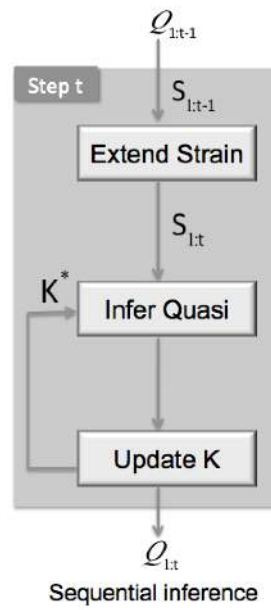 Q1:t-1
Step t
S1:t-1
Extend Strain
S1:t
K*
Infer Quasi
Update K
Q1:t
Sequential inference